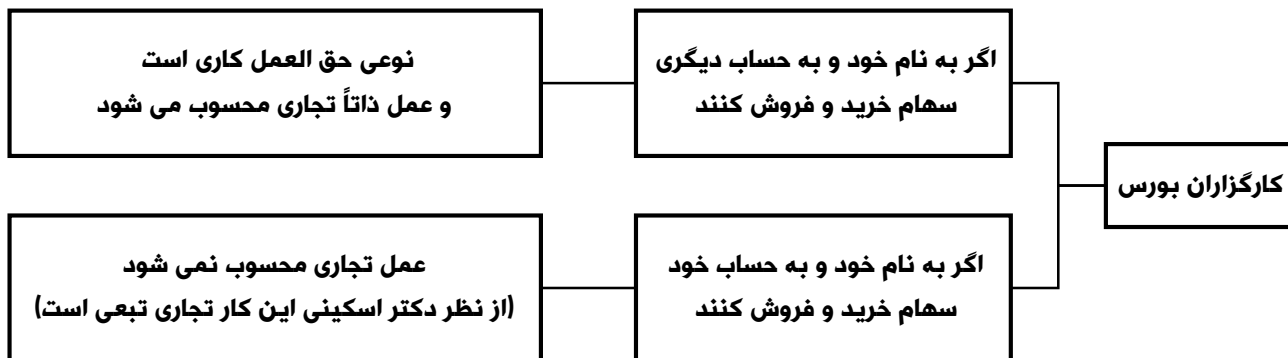 کارگزاران بورس
اگر به نام خود و به حساب دیگری
سهام خرید و فروش کنند
نوعی حق العمل کاری است
و عمل ذاتاً تجاری محسوب می شود
اگر به نام خود و به حساب خود
سهام خرید و فروش کنند
عمل تجاری محسوب نمی شود
(از نظر دکتر اسکینی این کار تجاری تبعی است)